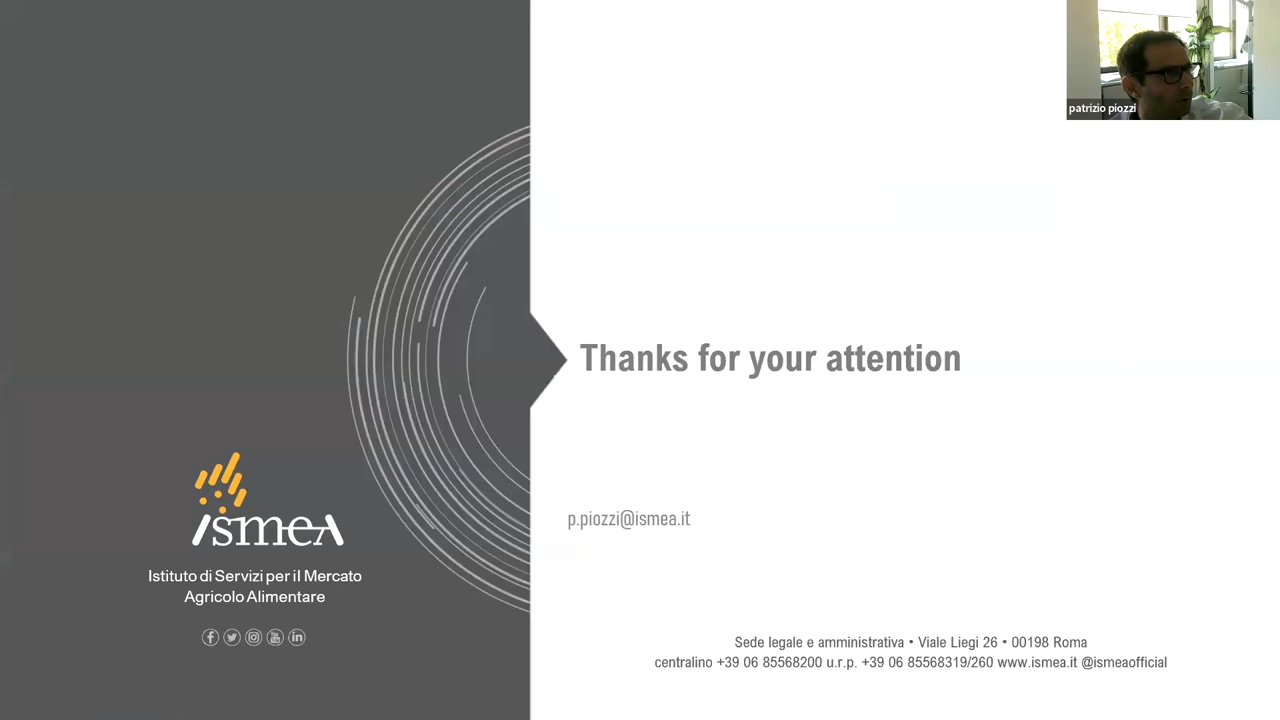 patrizio piozzi
Thanks for your attention
p.piozzi@ismea.it
ismea
Istituto di Servizi per il Mercato
Agricolo Alimentare
Sede legale e amministrativa • Viale Liegi 26 • 00198 Roma
centralino +39 06 85568200 u.r.p. +39 06 85568319/260 www.ismea.it @ismeaofficial